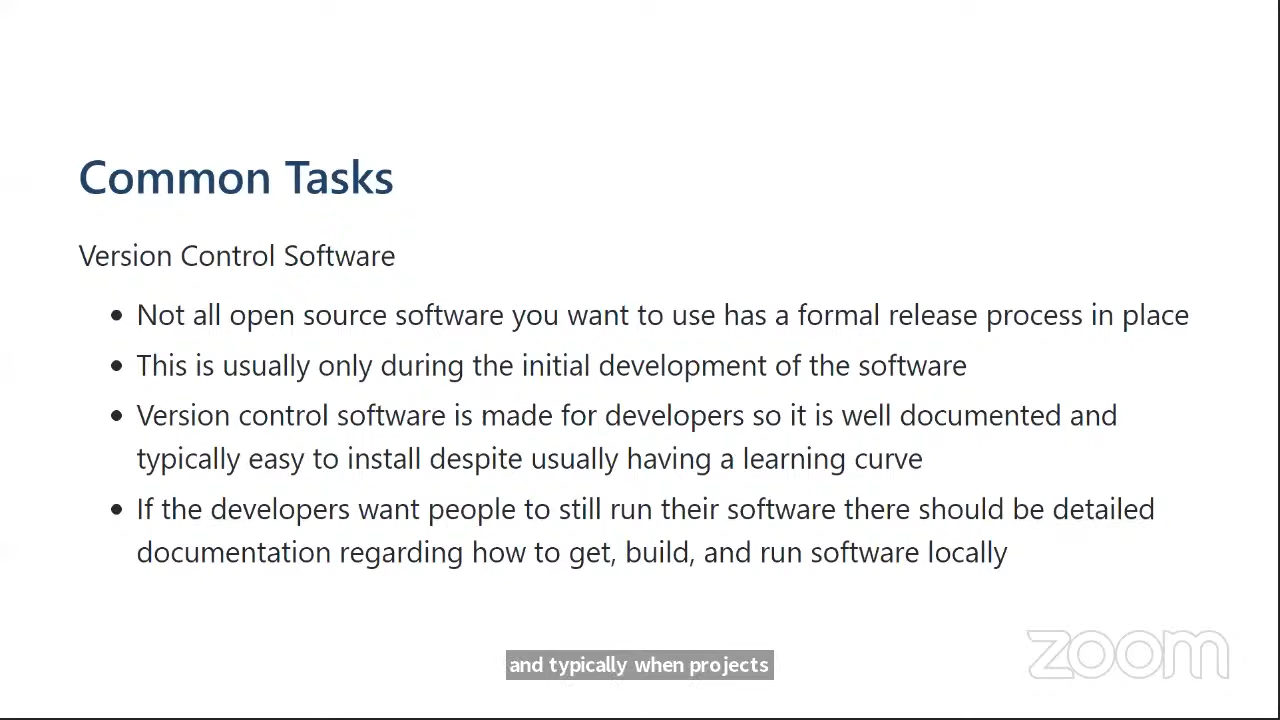 Common Tasks
Version Control Software
Not all open source software you want to use has a formal release process in place
This is usually only during the initial development of the software
Version control software is made for developers so it is well documented and
typically easy to install despite usually having a learning curve
If the developers want people to still run their software there should be detailed
documentation regarding how to get, build, and run software locally
and typically when projects
zoom